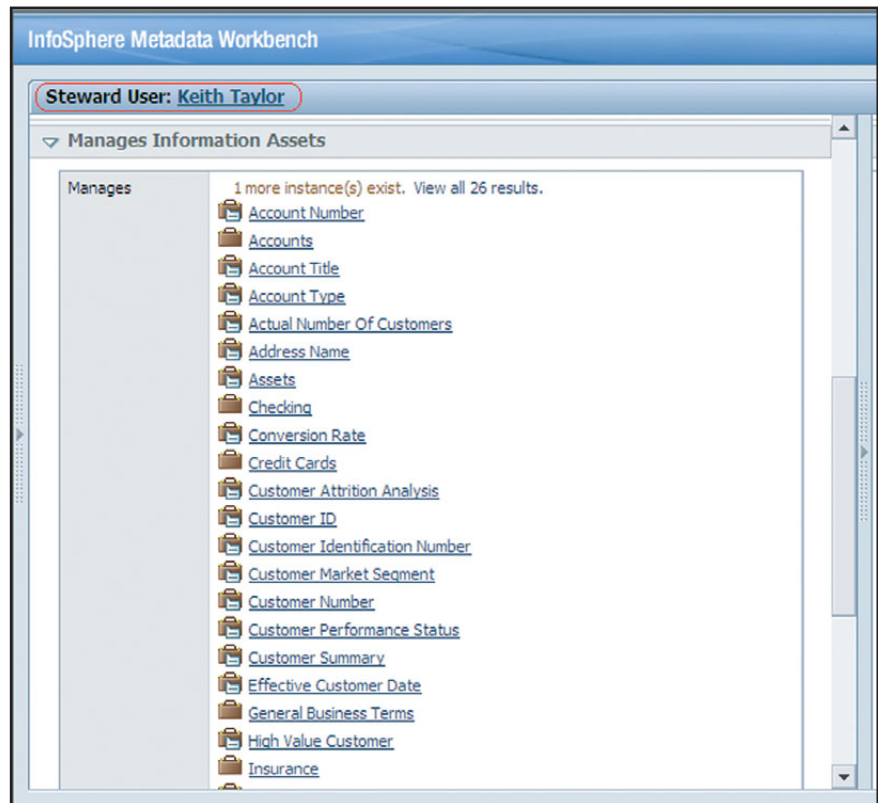 InfoSphere Metadata Workbench
Steward User: Keith Taylor
Manages Information Assets
Manages
1 more instance(s) exist. View all 26 results.
Account Number
Accounts
Account Title
Account Type
Actual Number Of Customers
Address Name
Assets
Checking
Conversion Rate
Credit Cards
Customer Attrition Analysis
Customer ID
Customer Identification Number
Customer Market Segment
Customer Number
Customer Performance Status
Customer Summary
Effective Customer Date
General Business Terms
High Value Customer
Insurance